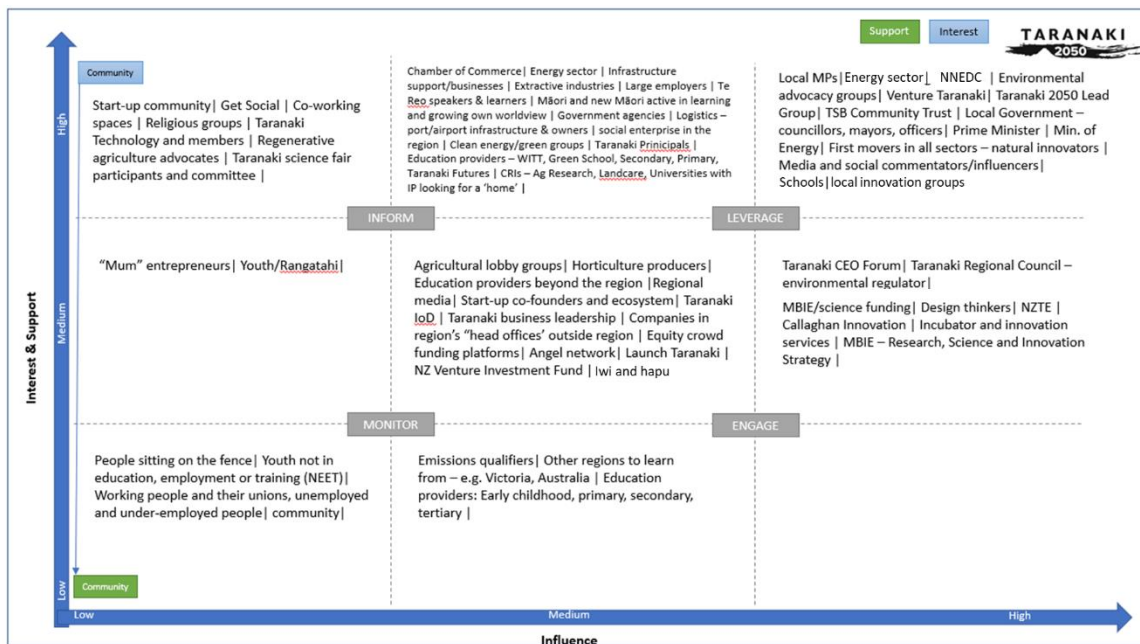 Support
Interest
TARANAKI
2050
Community
Start-up community| Get Social | Co-working
spaces | Religious groups | Taranaki
Technology and members | Regenerative
agriculture advocates | Taranaki science fair
participants and committee |
Chamber of Commerce| Energy sector | Infrastructure
support/businesses | Extractive industries | Large employers | Te
Reo speakers & learners | Māori and new Māori active in learning
and growing own worldview | Government agencies | Logistics –
port/airport infrastructure & owners | social enterprise in the
region | Clean energy/green groups | Taranaki Prinicipals |
Education providers – WITT, Green School, Secondary, Primary,
Taranaki Futures | CRIs – Ag Research, Landcare, Universities with
IP looking for a ‘home’ |
Local MPs| Energy sector| NNEDC | Environmental
advocacy groups| Venture Taranaki| Taranaki 2050 Lead
Group| TSB Community Trust | Local Government –
councillors, mayors, officers| Prime Minister | Min. of
Energy| First movers in all sectors – natural innovators |
Media and social commentators/influencers|
Schools|local innovation groups
High
INFORM
LEVERAGE
“Mum” entrepreneurs| Youth/Rangatahi|
Agricultural lobby groups| Horticulture producers|
Education providers beyond the region |Regional
media| Start-up co-founders and ecosystem| Taranaki
IoD | Taranaki business leadership | Companies in
region’s “head offices’ outside region | Equity crowd
funding platforms| Angel network| Launch Taranaki |
NZ Venture Investment Fund | Iwi and hapu
Taranaki CEO Forum| Taranaki Regional Council –
environmental regulator|
MBIE/science funding| Design thinkers| NZTE |
Callaghan Innovation | Incubator and innovation
services | MBIE – Research, Science and Innovation
Strategy |
Interest & Support
Medium
MONITOR
ENGAGE
People sitting on the fence| Youth not in
education, employment or training (NEET)|
Working people and their unions, unemployed
and under-employed people| community|
Emissions qualifiers| Other regions to learn
from – e.g. Victoria, Australia | Education
providers: Early childhood, primary, secondary,
tertiary |
Community
Low
Low
Medium
High
Influence